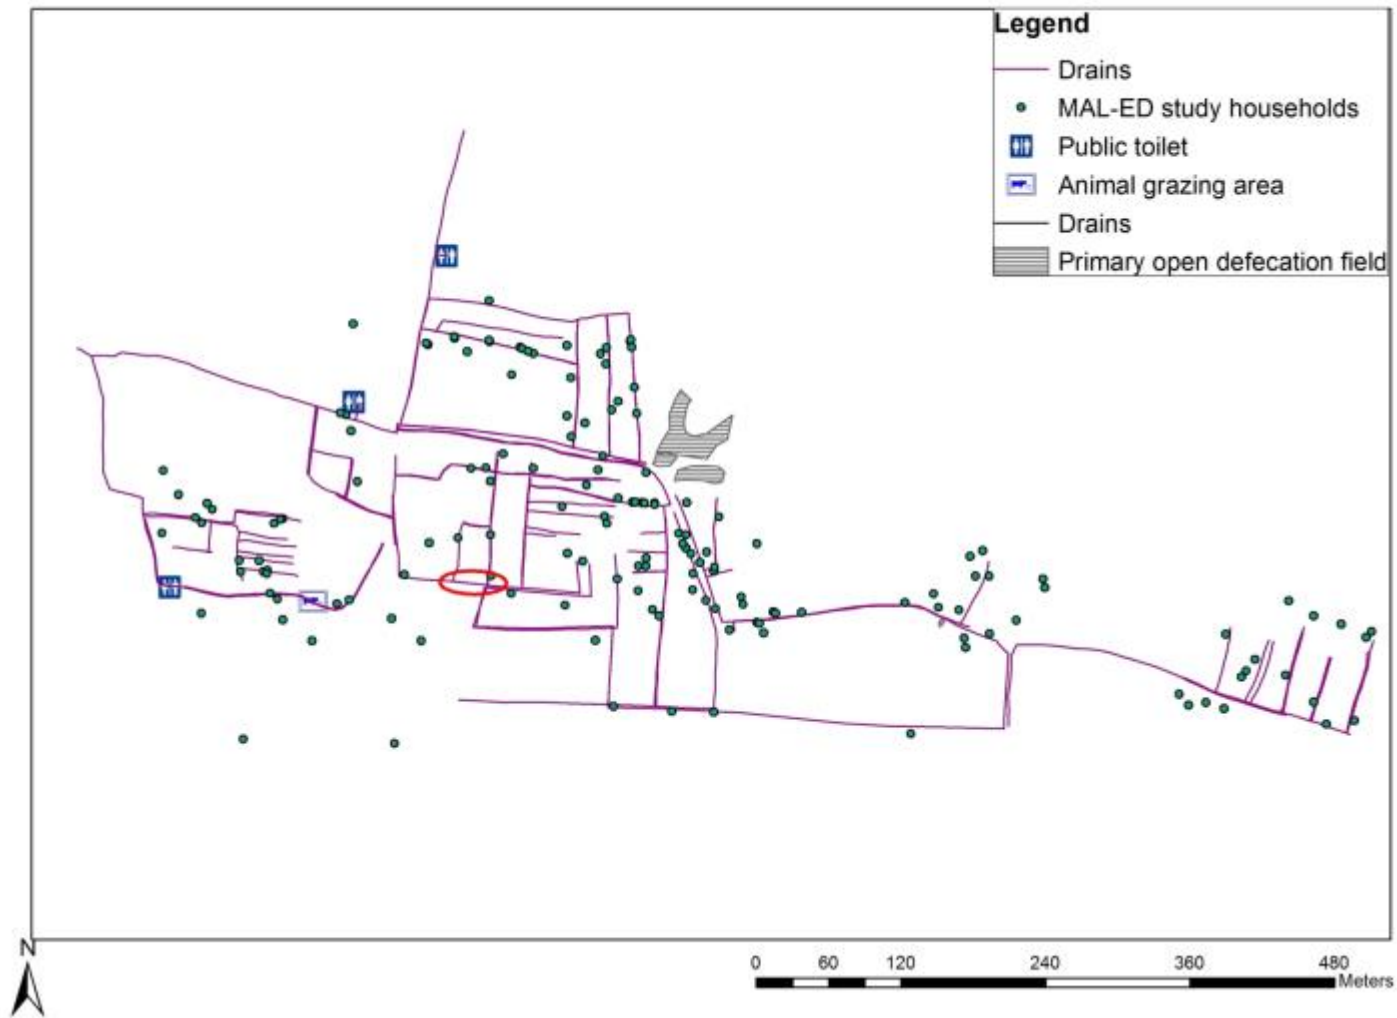 Legend
Drains
MAL-ED study households
Public toilet
Animal grazing area
Drains
Primary open defecation field
N
0 60 120 240 360 480
Meters